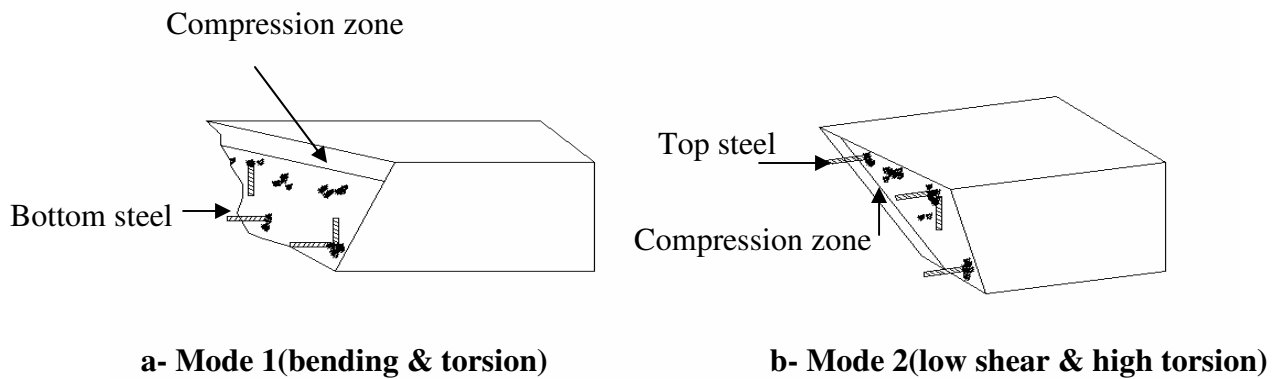 Compression zone
Bottom steel
a- Mode 1(bending & torsion)
Top steel
Compression zone
b- Mode 2(low shear & high torsion)